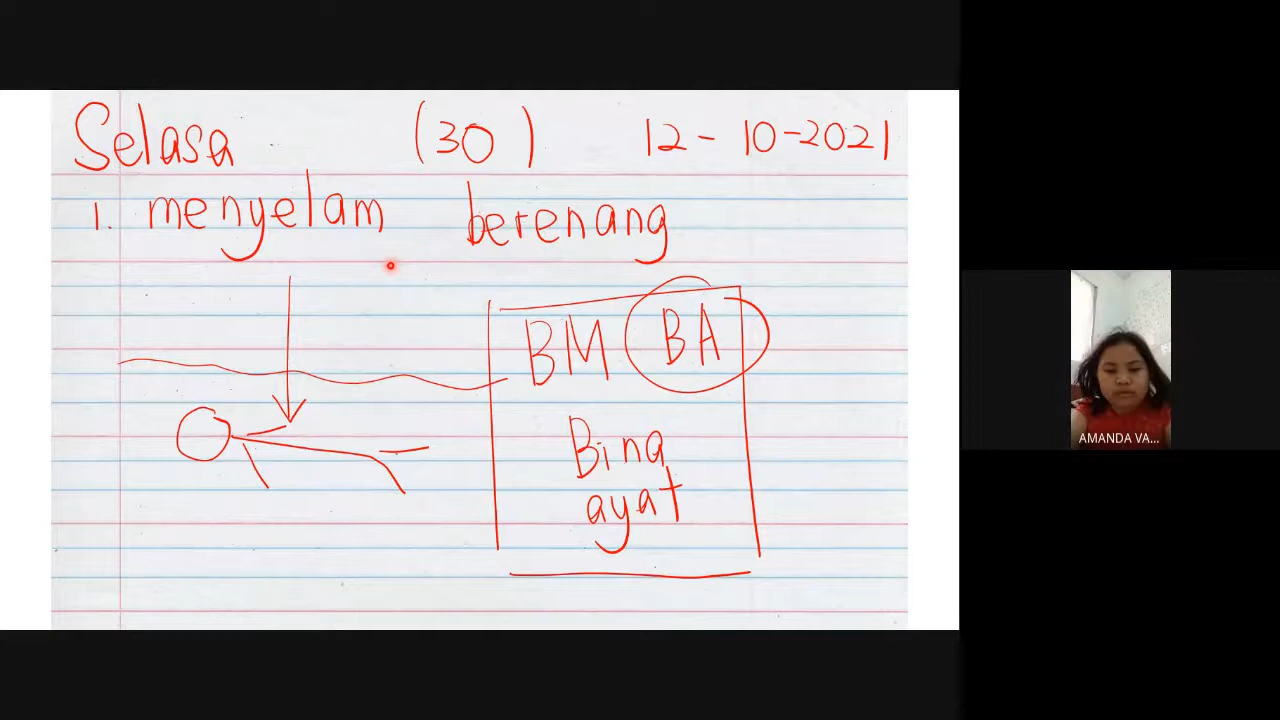 Selasa (30) 12-10-2021
1. menyelam berenang
BM BA
Bina
ayat
AMANDA VA...